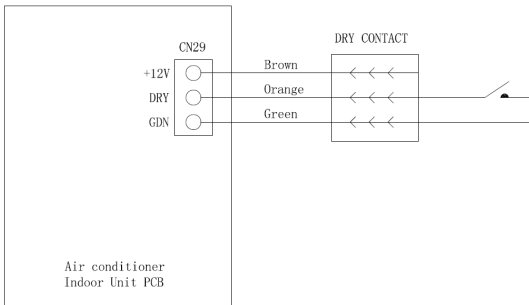 CN29
DRY CONTACT
+12V
Brown
DRY
Orange
GDN
Green
Air conditioner
Indoor Unit PCB